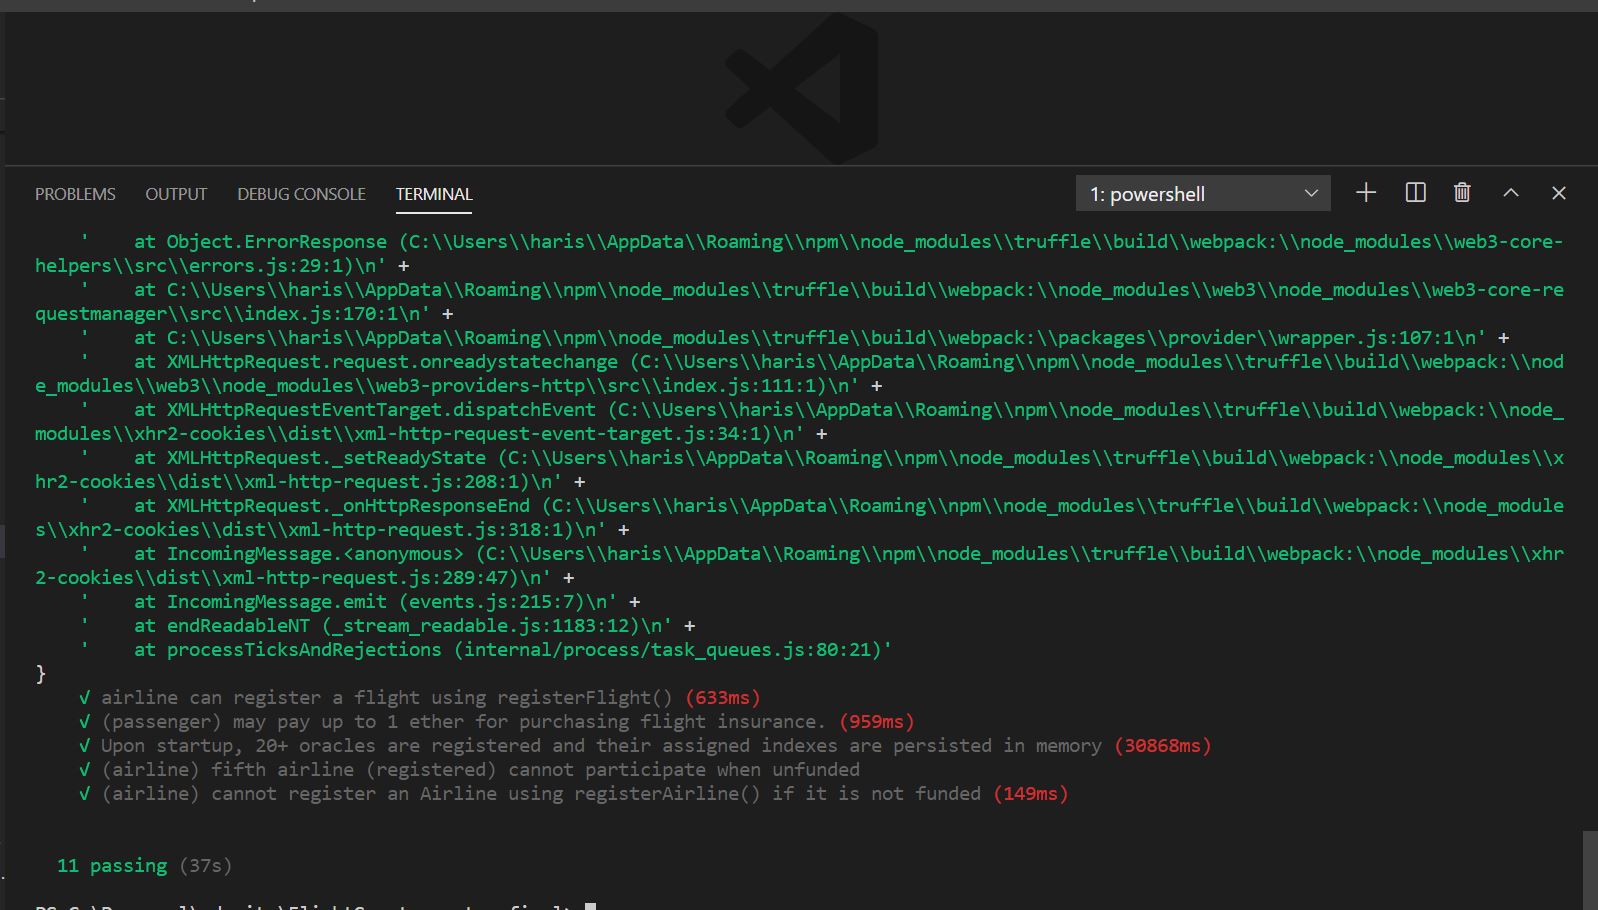 PROBLEMS OUTPUT DEBUG CONSOLE TERMINAL 1: powershell
'    at Object.ErrorResponse (C:\\Users\\haris\\AppData\\Roaming\\npm\\node_modules\\truffle\\build\\webpack:\\node_modules\\web3-core-
helpers\\src\\errors.js:29:1)\n' +
'    at C:\\Users\\haris\\AppData\\Roaming\\npm\\node_modules\\truffle\\build\\webpack:\\node_modules\\web3\\node_modules\\web3-core-re
questmanager\\src\\index.js:170:1\n' +
'    at C:\\Users\\haris\\AppData\\Roaming\\npm\\node_modules\\truffle\\build\\webpack:\\packages\\provider\\wrapper.js:107:1\n' +
'    at XMLHttpRequest.request.onreadystatechange (C:\\Users\\haris\\AppData\\Roaming\\npm\\node_modules\\truffle\\build\\webpack:\\nod
e_modules\\web3\\node_modules\\web3-providers-http\\src\\index.js:111:1)\n' +
'    at XMLHttpRequestEventTarget.dispatchEvent (C:\\Users\\haris\\AppData\\Roaming\\npm\\node_modules\\truffle\\build\\webpack:\\node_
modules\\xhr2-cookies\\dist\\xml-http-request-event-target.js:34:1)\n' +
'    at XMLHttpRequest._setReadyState (C:\\Users\\haris\\AppData\\Roaming\\npm\\node_modules\\truffle\\build\\webpack:\\node_modules\\x
hr2-cookies\\dist\\xml-http-request.js:208:1)\n' +
'    at XMLHttpRequest._onHttpResponseEnd (C:\\Users\\haris\\AppData\\Roaming\\npm\\node_modules\\truffle\\build\\webpack:\\node_module
s\\xhr2-cookies\\dist\\xml-http-request.js:318:1)\n' +
'    at IncomingMessage.<anonymous> (C:\\Users\\haris\\AppData\\Roaming\\npm\\node_modules\\truffle\\build\\webpack:\\node_modules\\xhr
2-cookies\\dist\\xml-http-request.js:289:47)\n' +
'    at IncomingMessage.emit (events.js:215:7)\n' +
'    at endReadableNT (_stream_readable.js:1183:12)\n' +
'    at processTicksAndRejections (internal/process/task_queues.js:80:21)'
}
√ airline can register a flight using registerFlight() (633ms)
√ (passenger) may pay up to 1 ether for purchasing flight insurance. (959ms)
√ Upon startup, 20+ oracles are registered and their assigned indexes are persisted in memory (30868ms)
√ (airline) fifth airline (registered) cannot participate when unfunded
√ (airline) cannot register an Airline using registerAirline() if it is not funded (149ms)
11 passing (37s)